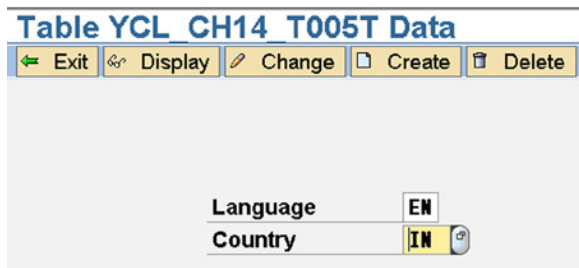 Table YCL_CH14_T005T Data
Exit Display Change Create Delete
Language EN
Country IN